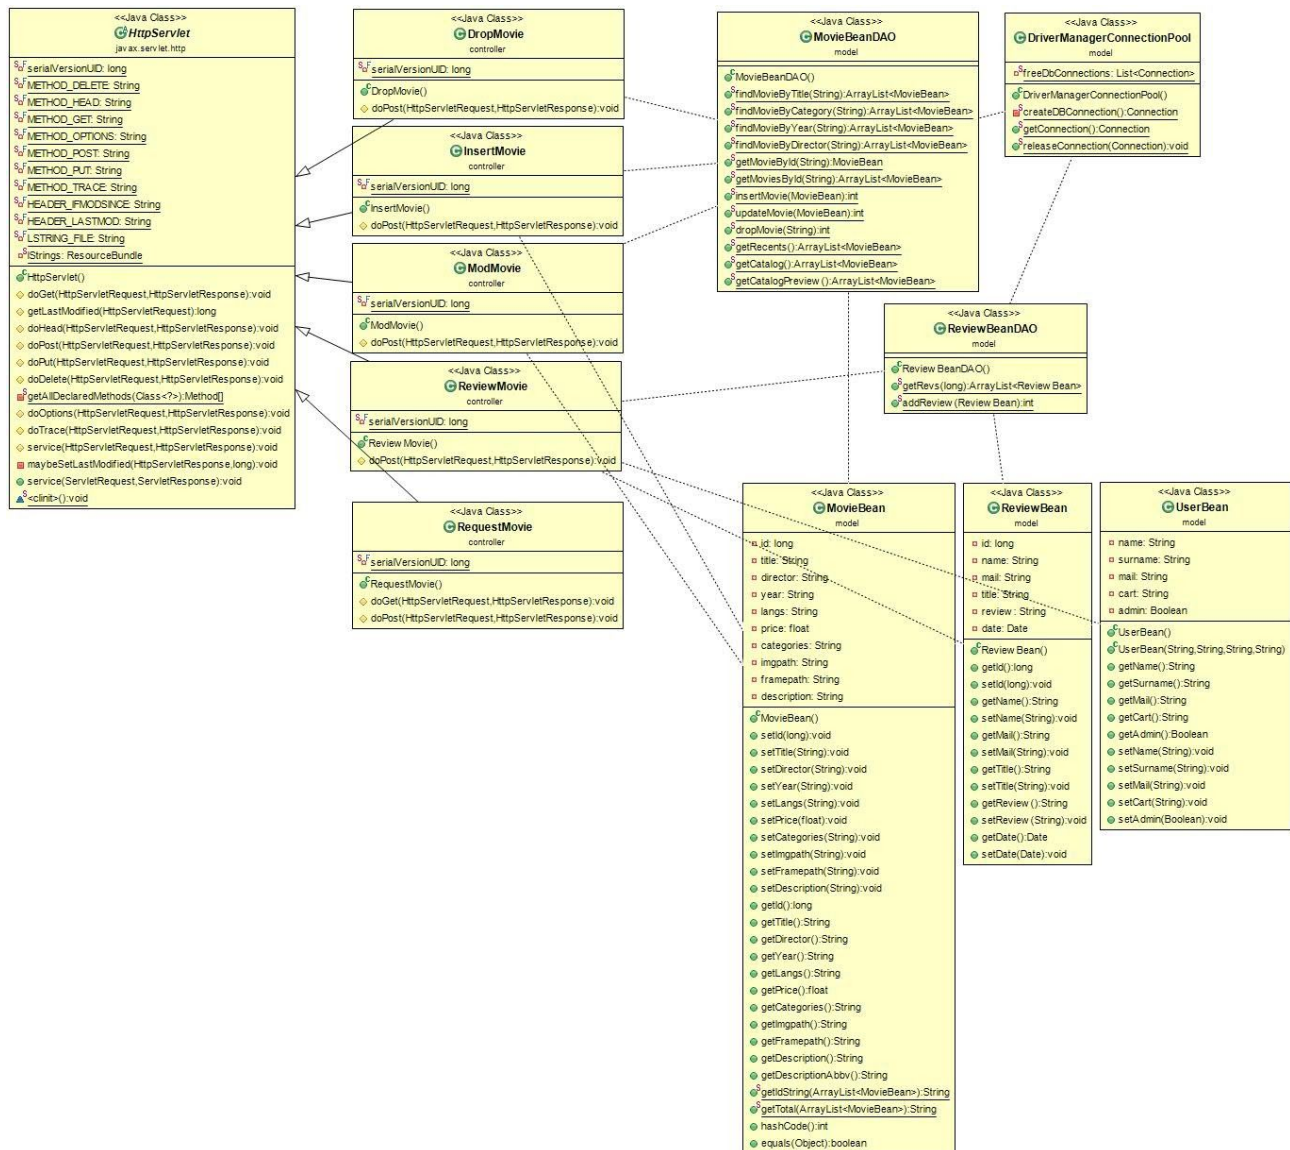 <<Java Class>>
HttpServlet
javax.servlet.http
serialVersionUID: long
METHOD_DELETE: String
METHOD_HEAD: String
METHOD_GET: String
METHOD_OPTIONS: String
METHOD_POST: String
METHOD_PUT: String
METHOD_TRACE: String
HEADER_IFMODSINCE: String
HEADER_LASTMOD: String
LSTRING_FILE: String
lStrings: ResourceBundle
HttpServlet()
doGet(HttpServletRequest,HttpServletResponse):void
getLastModified(HttpServletRequest):long
doHead(HttpServletRequest,HttpServletResponse):void
doPost(HttpServletRequest,HttpServletResponse):void
doPut(HttpServletRequest,HttpServletResponse):void
doDelete(HttpServletRequest,HttpServletResponse):void
getAllDeclaredMethods(Class<?>):Method[]
doOptions(HttpServletRequest,HttpServletResponse):void
doTrace(HttpServletRequest,HttpServletResponse):void
service(HttpServletRequest,HttpServletResponse):void
maybeSetLastModified(HttpServletResponse,long):void
service(ServletRequest,ServletResponse):void
<clinit>():void
<<Java Class>>
DropMovie
controller
serialVersionUID: long
DropMovie()
doPost(HttpServletRequest,HttpServletResponse):void
<<Java Class>>
InsertMovie
controller
serialVersionUID: long
InsertMovie()
doPost(HttpServletRequest,HttpServletResponse):void
<<Java Class>>
ModMovie
controller
serialVersionUID: long
ModMovie()
doPost(HttpServletRequest,HttpServletResponse):void
<<Java Class>>
ReviewMovie
controller
serialVersionUID: long
ReviewMovie()
doPost(HttpServletRequest,HttpServletResponse):void
<<Java Class>>
RequestMovie
controller
serialVersionUID: long
RequestMovie()
doGet(HttpServletRequest,HttpServletResponse):void
doPost(HttpServletRequest,HttpServletResponse):void
<<Java Class>>
MovieBeanDAO
model
MovieBeanDAO()
findMovieByTitle(String):ArrayList<MovieBean>
findMovieByCategory(String):ArrayList<MovieBean>
findMovieByYear(String):ArrayList<MovieBean>
findMovieByDirector(String):ArrayList<MovieBean>
getMovieById(String):MovieBean
getMoviesById(String):ArrayList<MovieBean>
insertMovie(MovieBean):int
updateMovie(MovieBean):int
dropMovie(String):int
getRecents():ArrayList<MovieBean>
getCatalog():ArrayList<MovieBean>
getCatalogPreview():ArrayList<MovieBean>
<<Java Class>>
DriverManagerConnectionPool
model
freeDbConnections: List<Connection>
DriverManagerConnectionPool()
createDBConnection():Connection
getConnection():Connection
releaseConnection(Connection):void
<<Java Class>>
ReviewBeanDAO
model
ReviewBeanDAO()
getRevs(long):ArrayList<ReviewBean>
addReview(ReviewBean):int
<<Java Class>>
MovieBean
model
id: long
title: String
director: String
year: String
langs: String
price: float
categories: String
imgpath: String
framepath: String
description: String
MovieBean()
setId(long):void
setTitle(String):void
setDirector(String):void
setYear(String):void
setLangs(String):void
setPrice(float):void
setCategories(String):void
setImgpath(String):void
setFramepath(String):void
setDescription(String):void
getId():long
getTitle():String
getDirector():String
getYear():String
getLangs():String
getPrice():float
getCategories():String
getImgpath():String
getFramepath():String
getDescription():String
getDescriptionAbbv():String
getIdString(ArrayList<MovieBean>):String
getTotal(ArrayList<MovieBean>):String
hashCode():int
equals(Object):boolean
<<Java Class>>
ReviewBean
model
id: long
name: String
mail: String
title: String
review: String
date: Date
ReviewBean()
getId():long
setId(long):void
getName():String
setName(String):void
getMail():String
setMail(String):void
getTitle():String
setTitle(String):void
getReview():String
setReview(String):void
getDate():Date
setDate(Date):void
<<Java Class>>
UserBean
model
name: String
surname: String
mail: String
cart: String
admin: Boolean
UserBean()
UserBean(String,String,String,String)
getName():String
getSurname():String
getMail():String
getCart():String
getAdmin():Boolean
setName(String):void
setSurname(String):void
setMail(String):void
setCart(String):void
setAdmin(Boolean):void